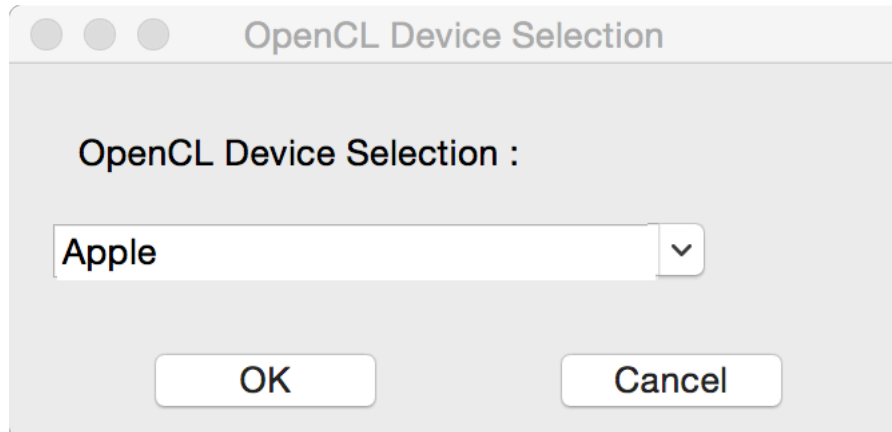 OpenCL Device Selection
OpenCL Device Selection :
Apple
OK Cancel